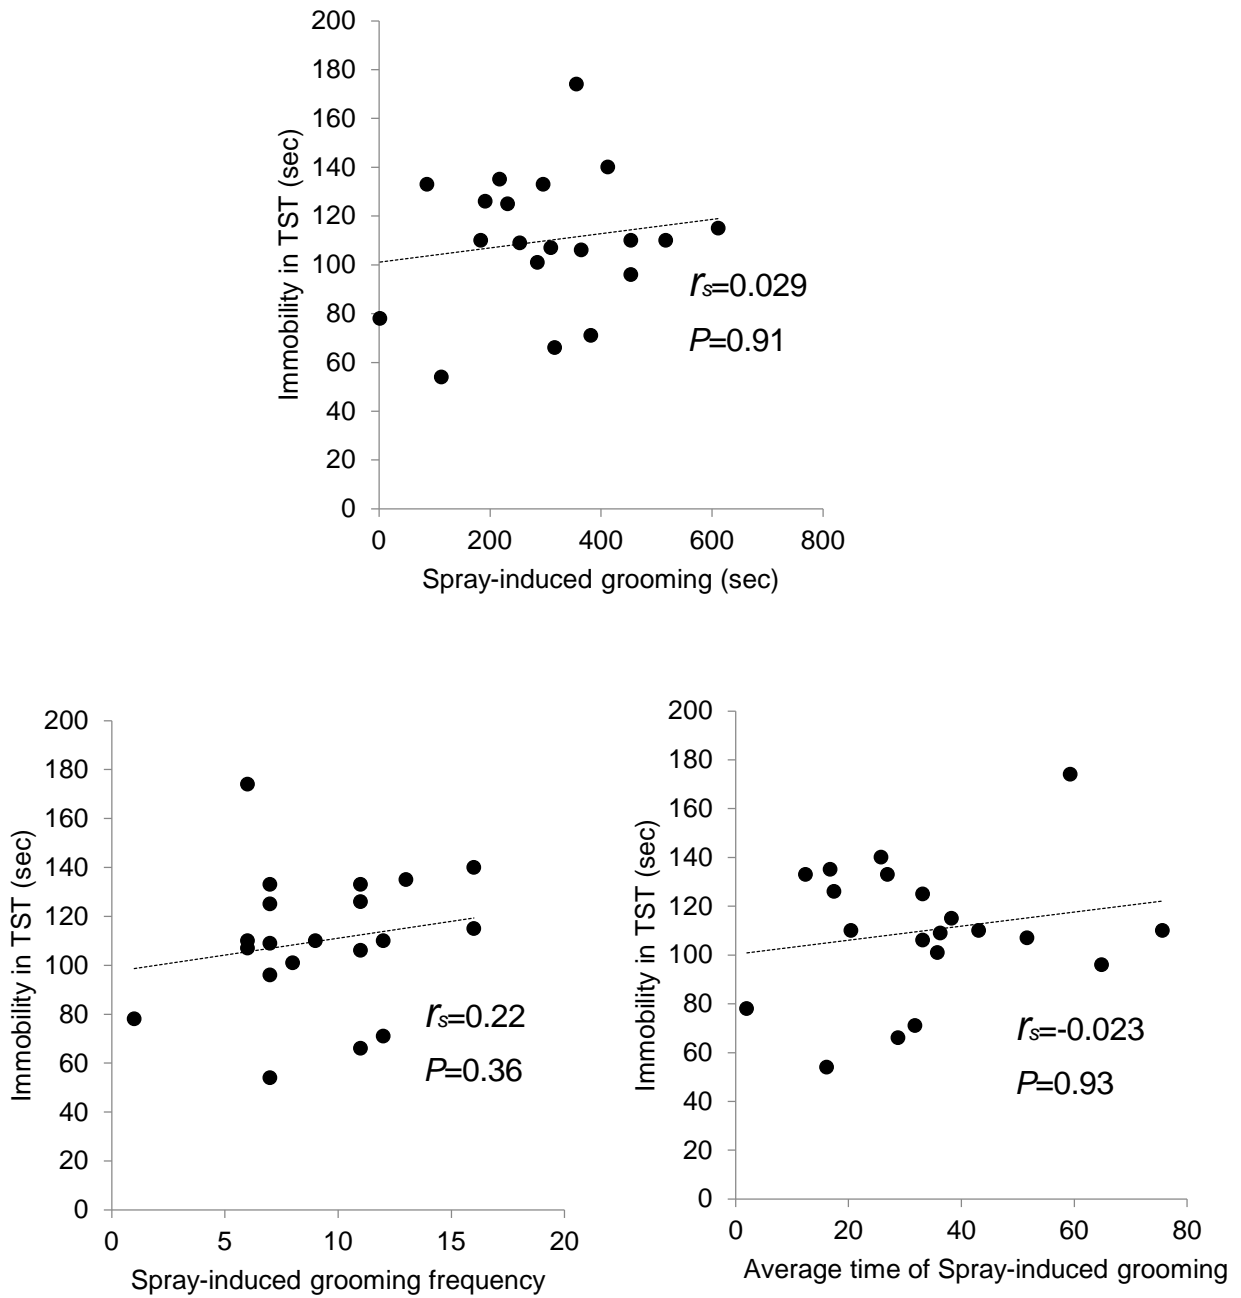 200
180
160
140
120
100
80
60
40
20
0
Immobility in TST (sec)
rs=0.029
P=0.91
0 200 400 600 800
Spray-induced grooming (sec)
200
180
160
140
120
100
80
60
40
20
0
Immobility in TST (sec)
rs=0.22
P=0.36
0 5 10 15 20
Spray-induced grooming frequency
200
180
160
140
120
100
80
60
40
20
0
Immobility in TST (sec)
rs=-0.023
P=0.93
0 20 40 60 80
Average time of Spray-induced grooming